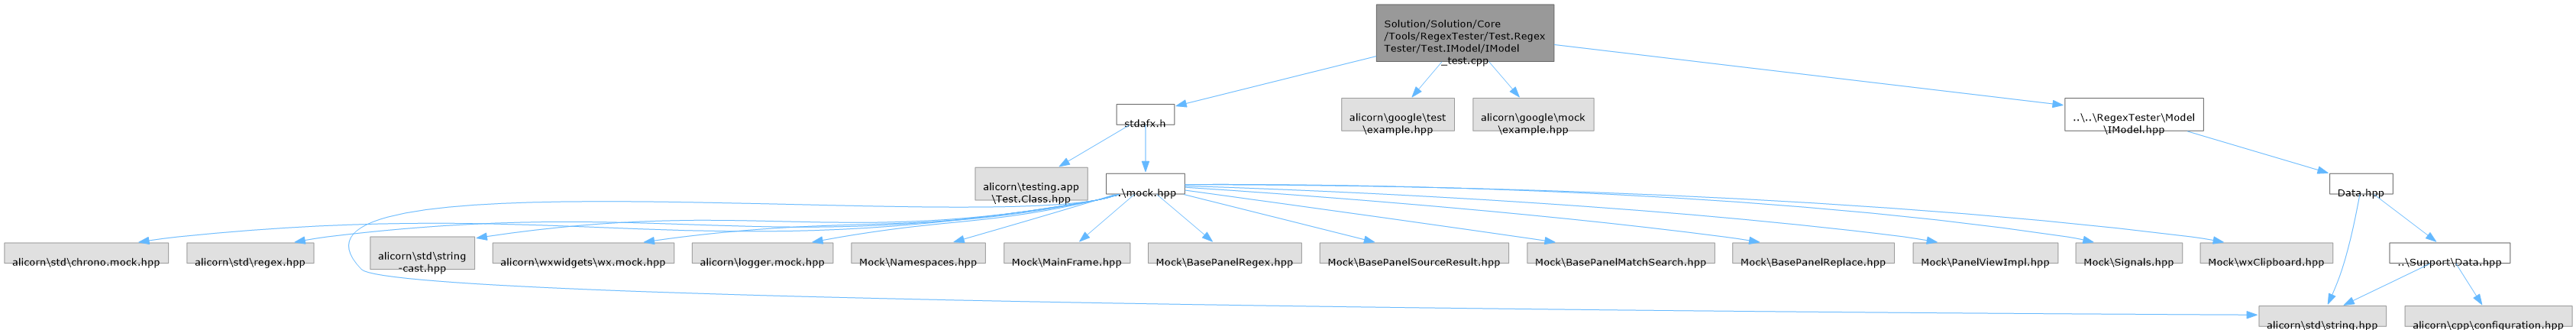 Solution/Solution/Core
/Tools/RegexTester/Test.Regex
Tester/Test.IModel/IModel
_test.cpp
stdafx.h
alicorn\google\test
\example.hpp
alicorn\google\mock
\example.hpp
..\..\RegexTester\Model
\IModel.hpp
alicorn\testing.app
\Test.Class.hpp
..\mock.hpp
Data.hpp
alicorn\std\chrono.mock.hpp
alicorn\std\regex.hpp
alicorn\std\string
-cast.hpp
alicorn\wxwidgets\wx.mock.hpp
alicorn\logger.mock.hpp
Mock\Namespaces.hpp
Mock\MainFrame.hpp
Mock\BasePanelRegex.hpp
Mock\BasePanelSourceResult.hpp
Mock\BasePanelMatchSearch.hpp
Mock\BasePanelReplace.hpp
Mock\PanelViewImpl.hpp
Mock\Signals.hpp
Mock\wxClipboard.hpp
..\Support\Data.hpp
alicorn\std\string.hpp
alicorn\cpp\configuration.hpp